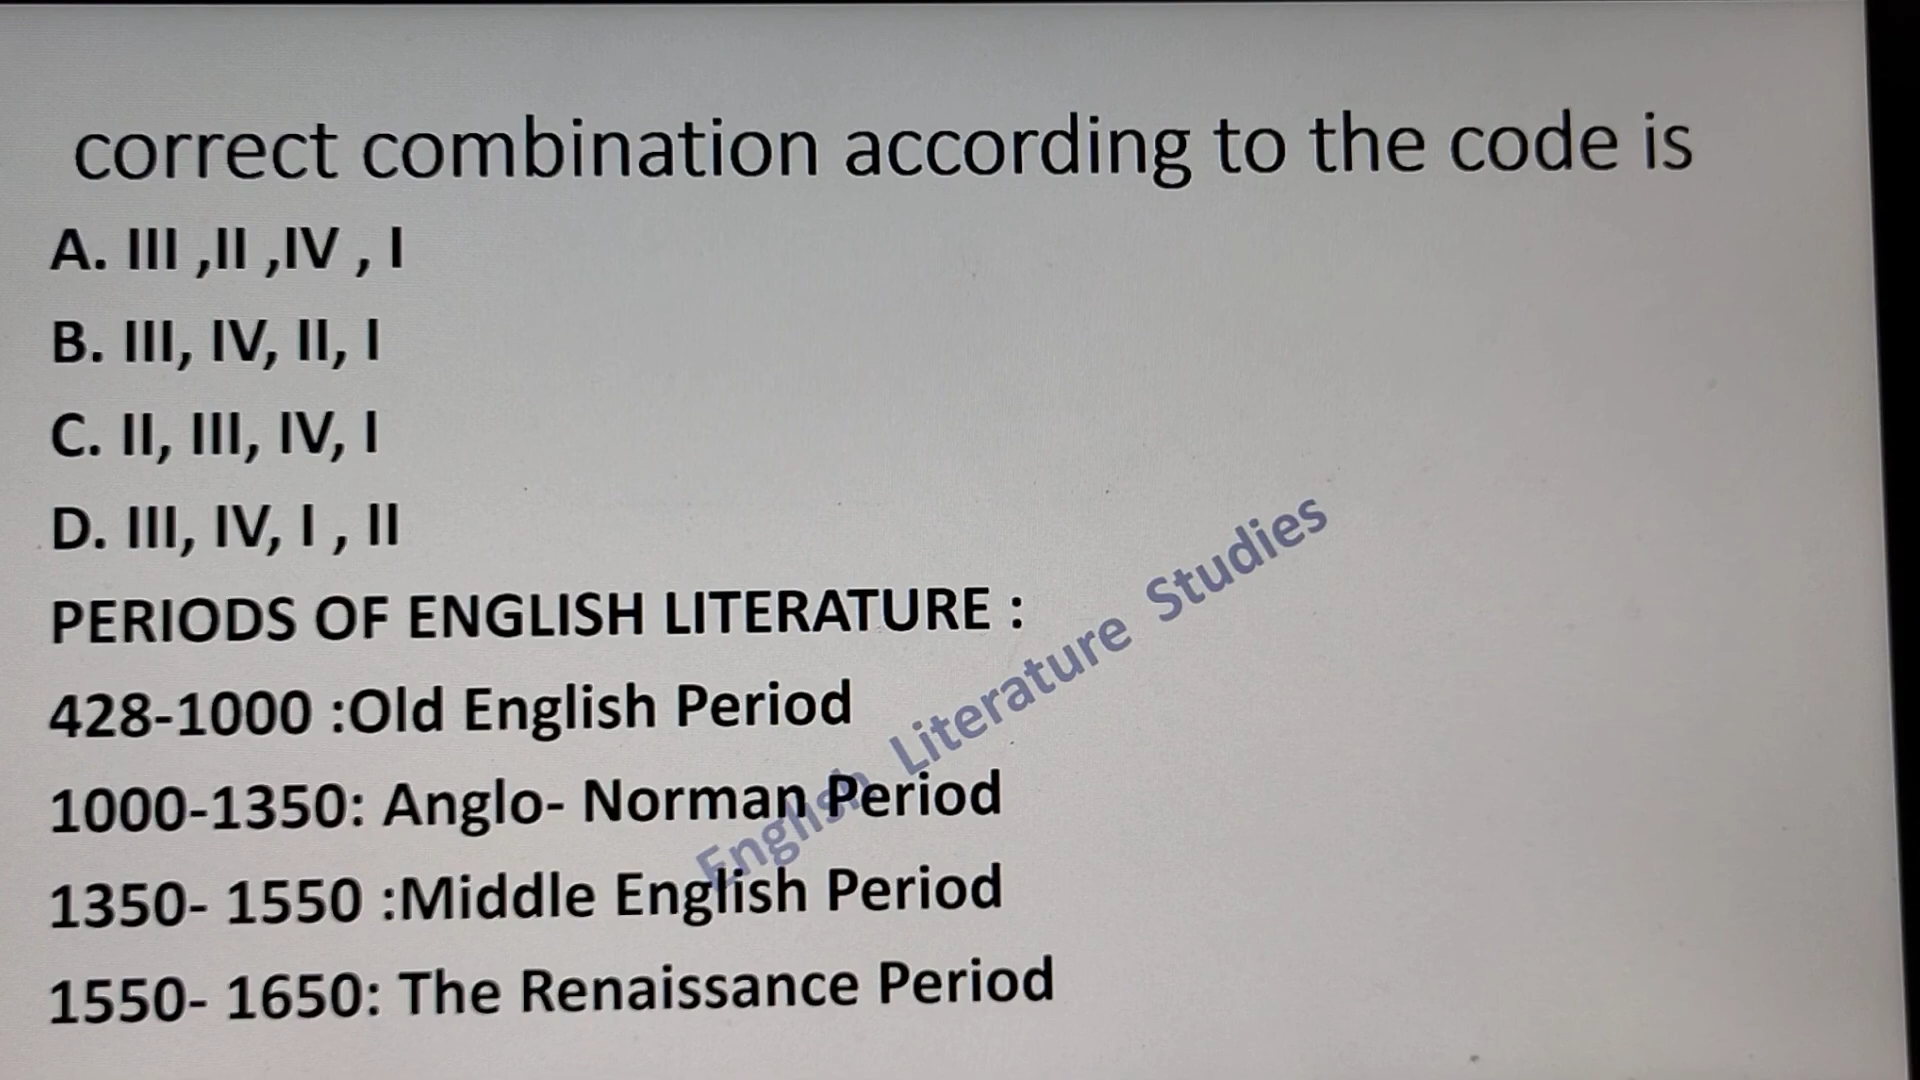 correct combination according to the code is
A. III ,II ,IV , I
B. III, IV, II, I
C. II, III, IV, I
D. III, IV, I , II
PERIODS OF ENGLISH LITERATURE :
428-1000 :Old English Period
1000-1350: Anglo- Norman Period
1350- 1550 :Middle English Period
1550- 1650: The Renaissance Period
English Literature Studies